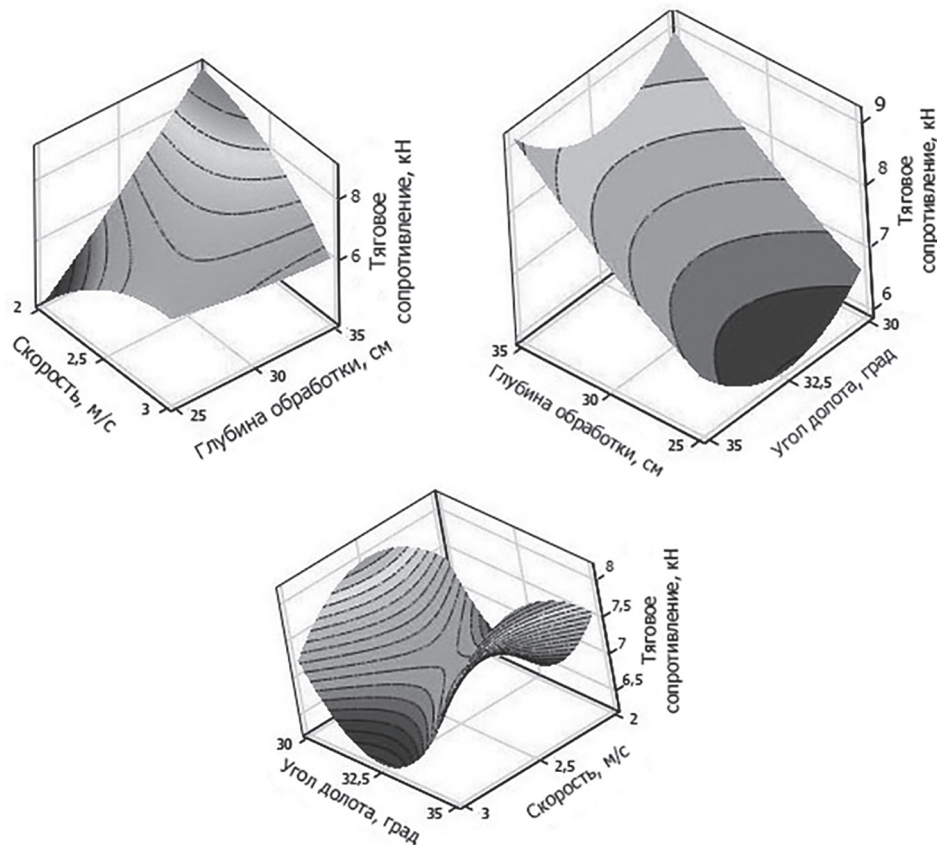 8
6
Тяговое
сопротивление, кН
2
2,5
3
Скорость, м/с
25
30
35
Глубина обработки, см
9
8
7
6
Тяговое
сопротивление, кН
35
30
25
Глубина обработки, см
30
32,5
35
Угол долота, град
8
7,5
7
6,5
Тяговое
сопротивление, кН
30
32,5
35
Угол долота, град
2
2,5
3
Скорость, м/с